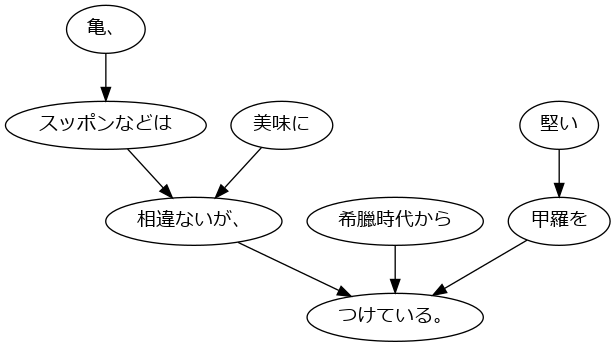 亀、
スッポンなどは
美味に
堅い
相違ないが、
希臘時代から
甲羅を
つけている。